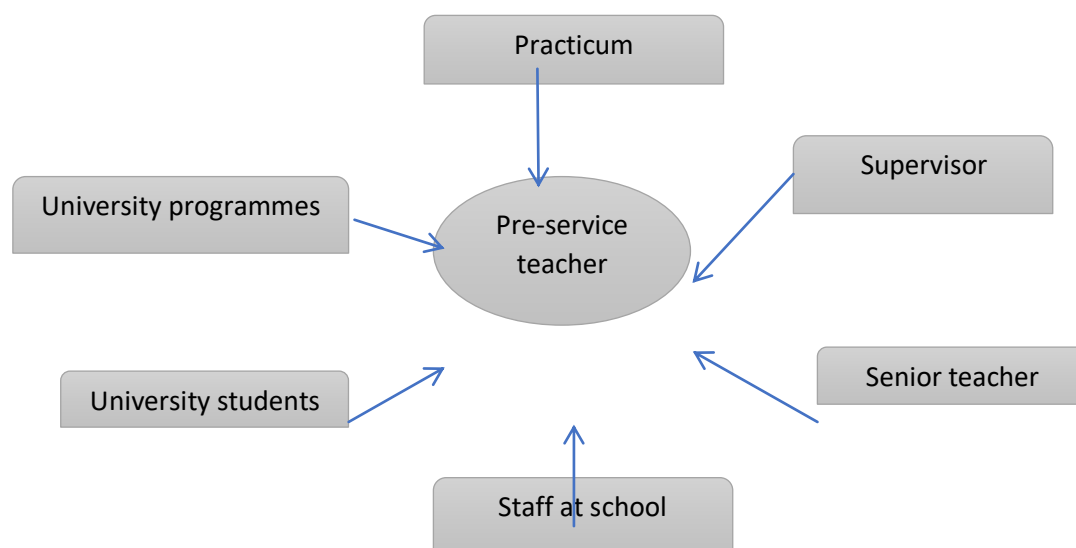 Practicum
Supervisor
University programmes
Pre-service
teacher
Senior teacher
University students
Staff at school